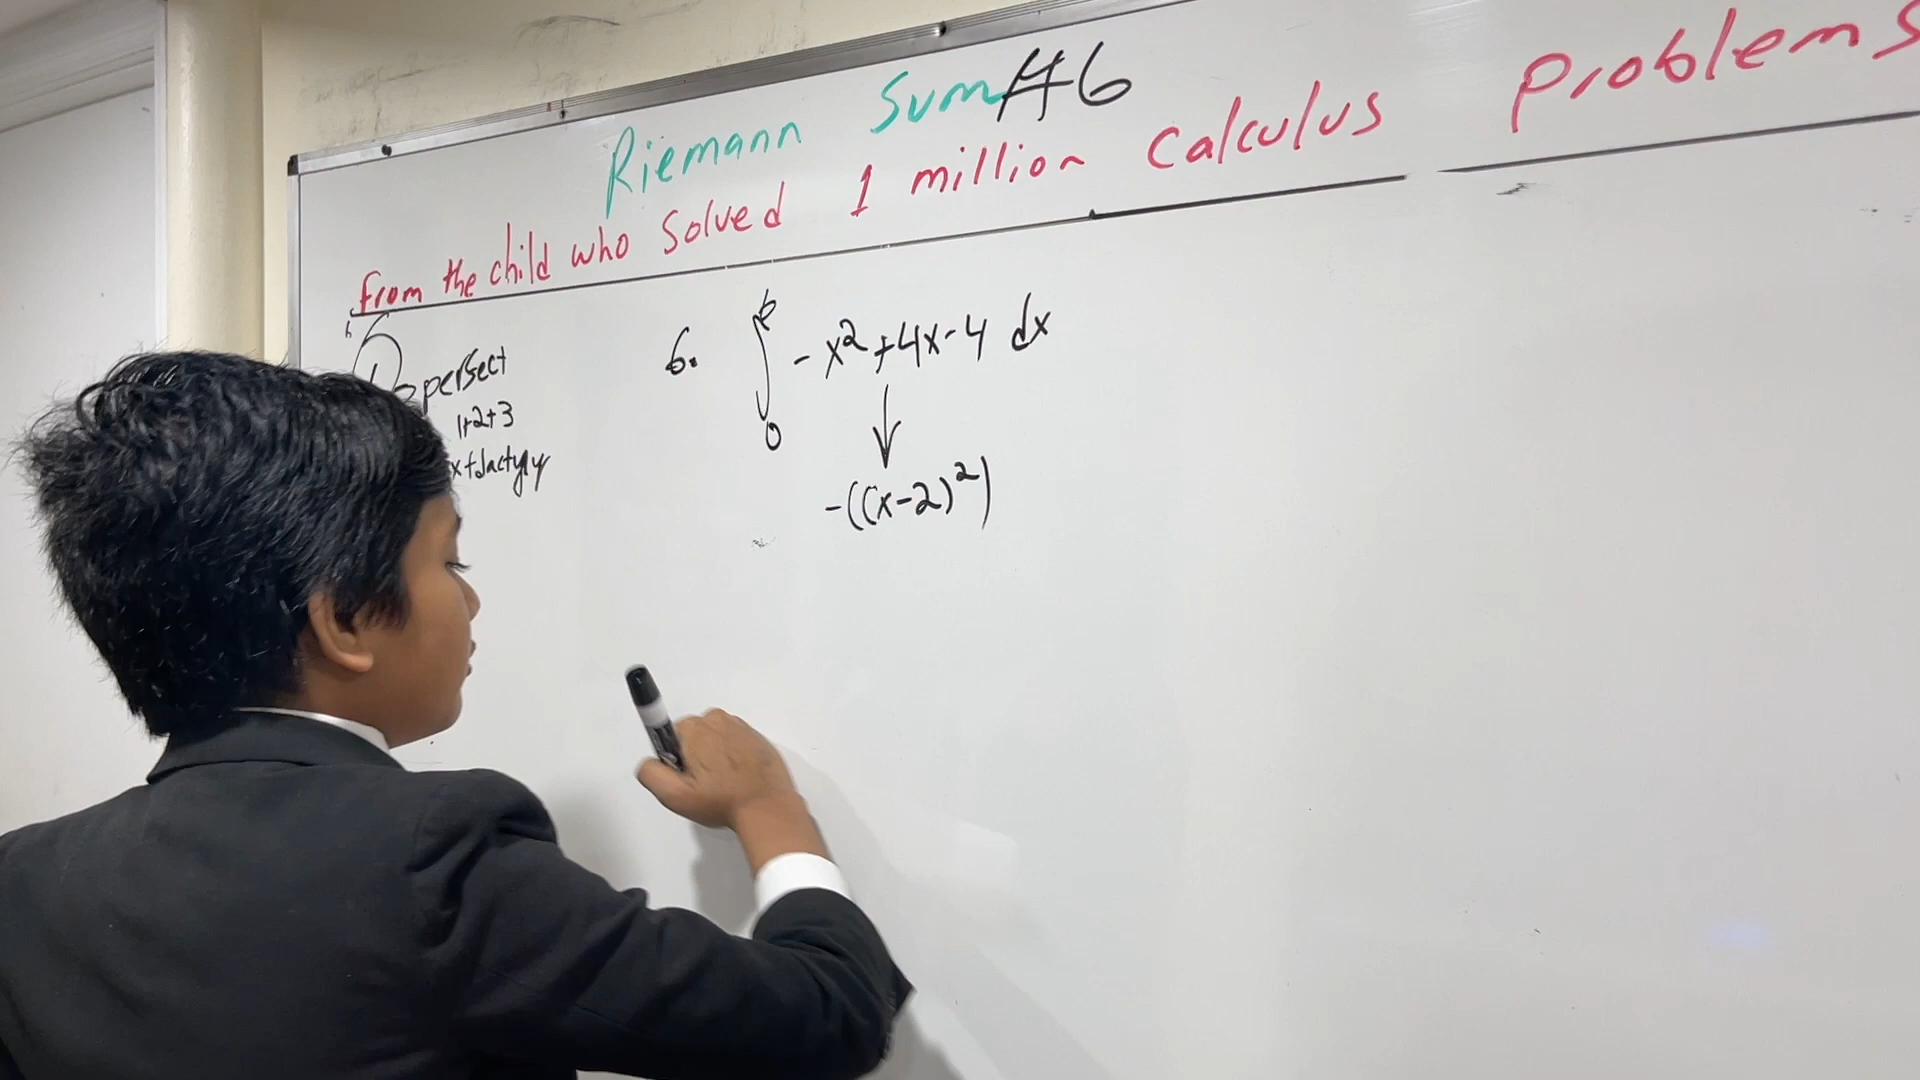 Riemann Sum #6
From the child who solved 1 million calculus problems
6
perfect
1+2+3
6.
∫
0
-x²+4x-4 dx
↓
-((x-2)²)